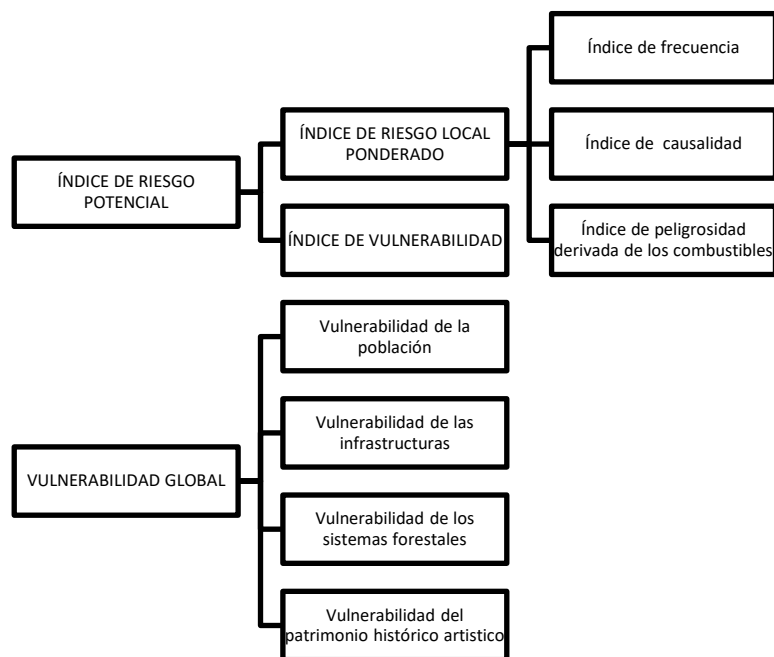 ÍNDICE DE RIESGO
POTENCIAL
ÍNDICE DE RIESGO LOCAL
PONDERADO
Índice de frecuencia
Índice de causalidad
Índice de peligrosidad
derivada de los combustibles
ÍNDICE DE VULNERABILIDAD
VULNERABILIDAD GLOBAL
Vulnerabilidad de la
población
Vulnerabilidad de las
infrastructuras
Vulnerabilidad de los
sistemas forestales
Vulnerabilidad del
patrimonio histórico artistico